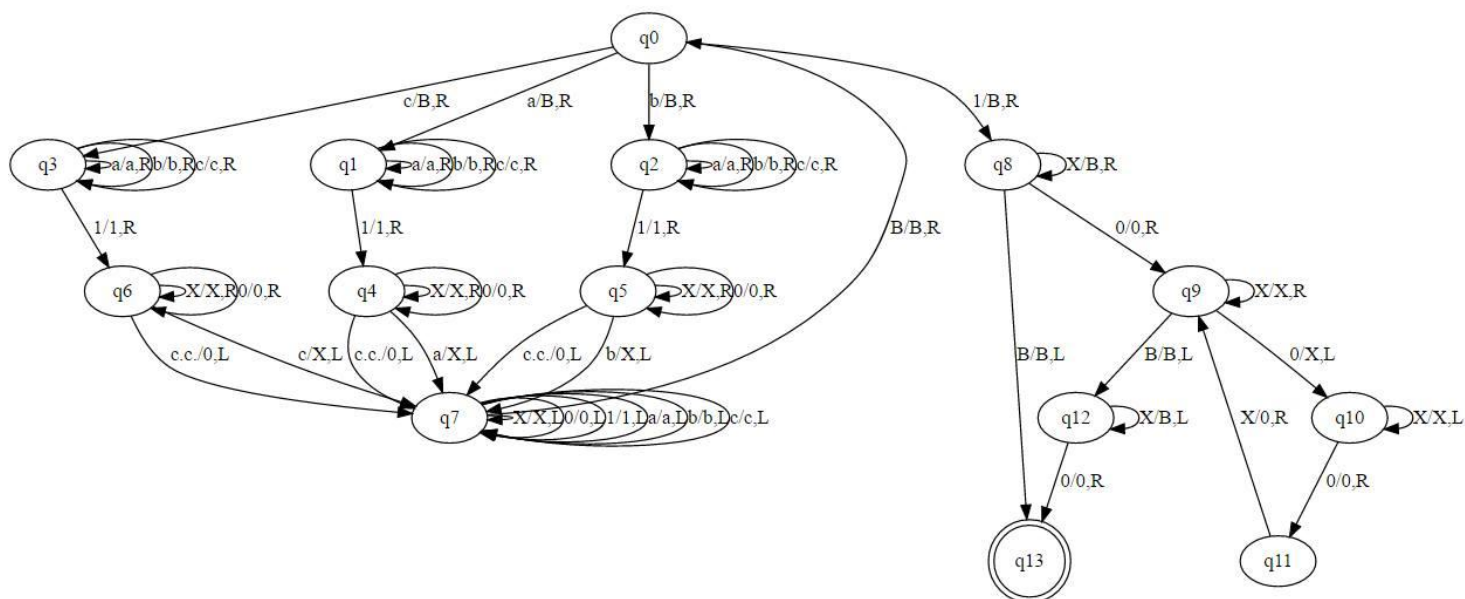 q0
c/B,R a/B,R b/B,R 1/B,R
q3 a/a,R b/b,R c/c,R q1 a/a,R b/b,R c/c,R q2 a/a,R b/b,R c/c,R q8 X/B,R
1/1,R 1/1,R 1/1,R B/B,R 0/0,R
q6 X/X,R 0/0,R q4 X/X,R 0/0,R q5 X/X,R 0/0,R q9 X/X,R
c.c./0,L c/X,L c.c./0,L a/X,L c.c./0,L b/X,L B/B,L B/B,L 0/X,L
q7 X/X,L 0/0,L 1/1,L a/a,L b/b,L c/c,L q12 X/B,L X/0,R q10 X/X,L
0/0,R 0/0,R
q13 q11